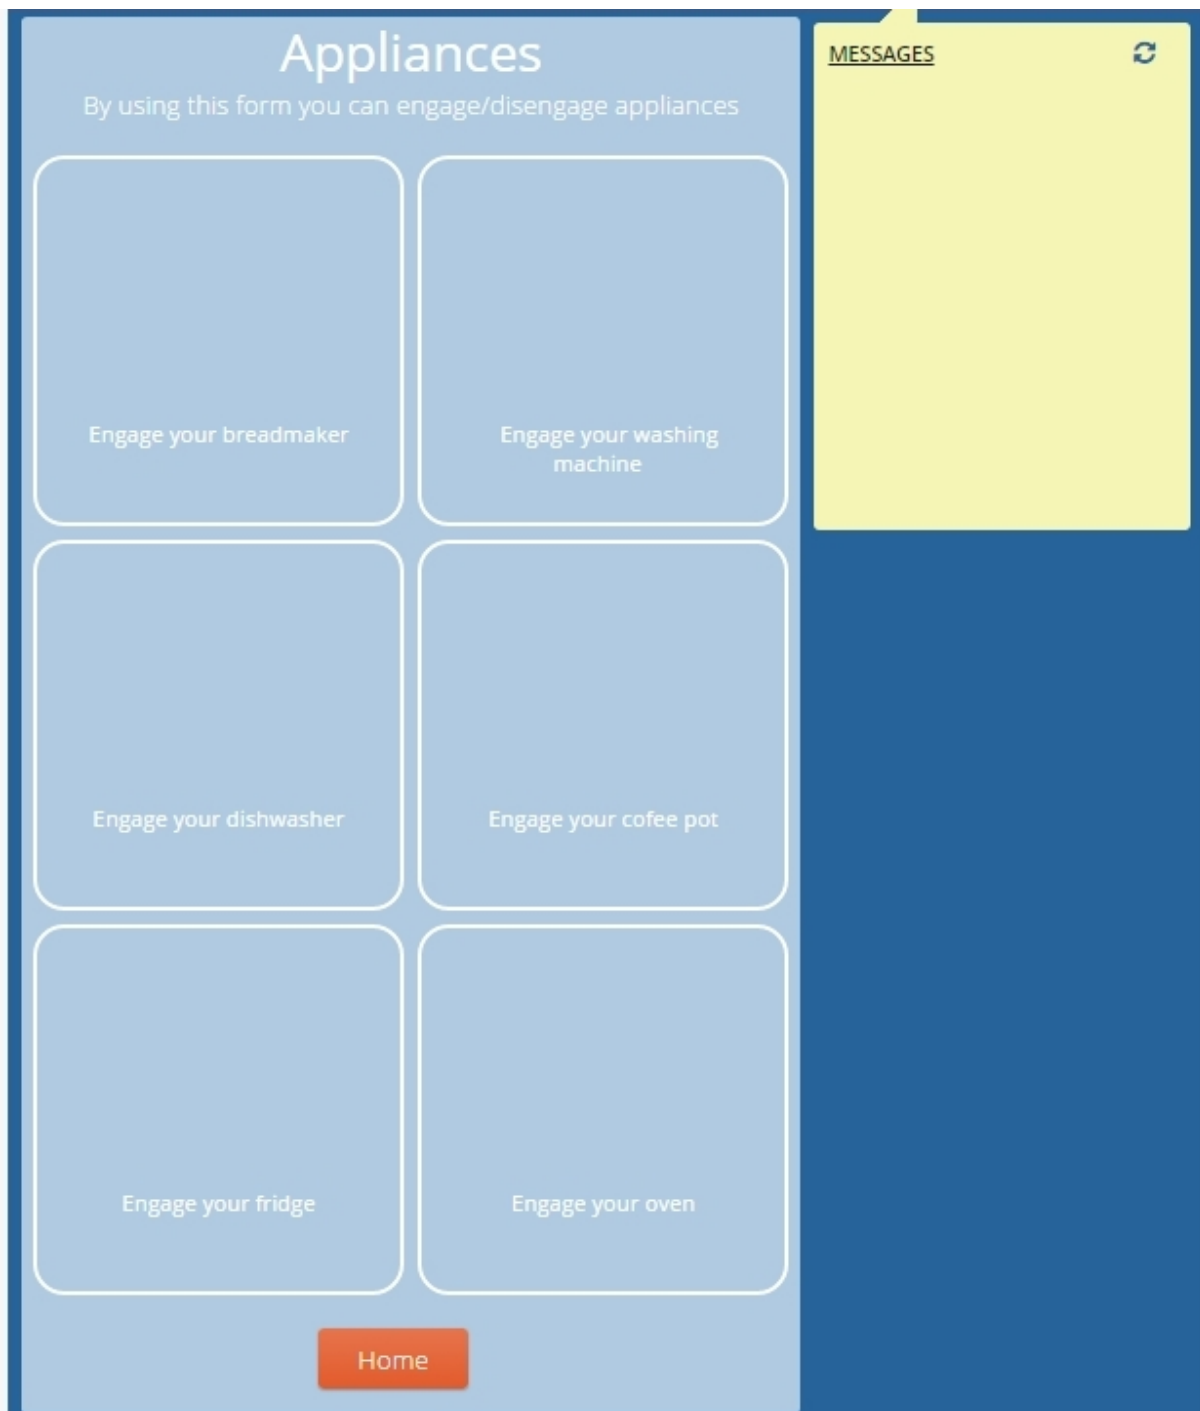 Appliances
By using this form you can engage/disengage appliances
MESSAGES
Engage your breadmaker
Engage your washing
machine
Engage your dishwasher
Engage your cofee pot
Engage your fridge
Engage your oven
Home